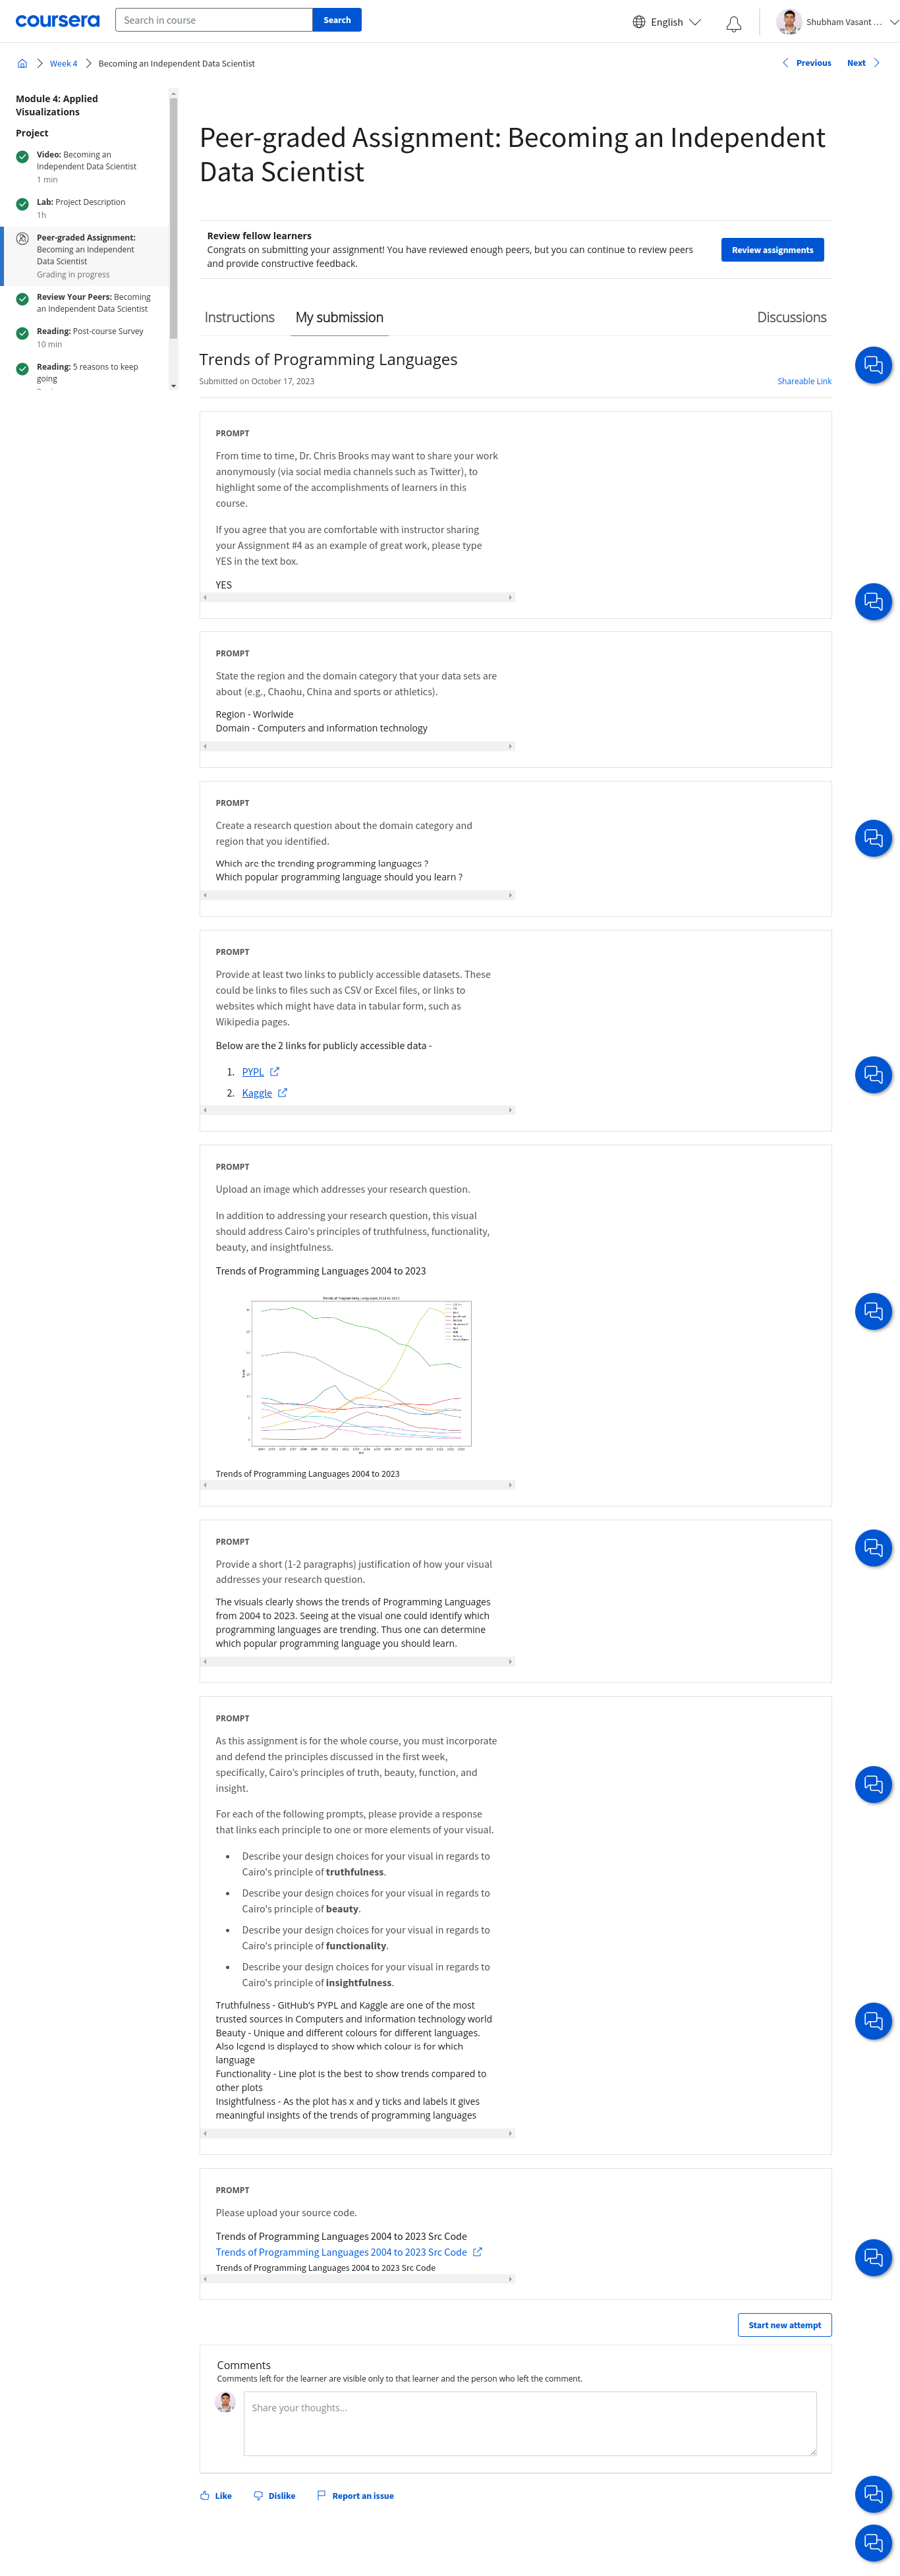 coursera
Search in course
Search
English
Shubham Vasant ...
Week 4
Becoming an Independent Data Scientist
Previous
Next
Module 4: Applied
Visualizations
Project
Video: Becoming an
Independent Data Scientist
1 min
Lab: Project Description
1h
Peer-graded Assignment:
Becoming an Independent
Data Scientist
Grading in progress
Review Your Peers: Becoming
an Independent Data Scientist
Reading: Post-course Survey
10 min
Reading: 5 reasons to keep
going
Peer-graded Assignment: Becoming an Independent
Data Scientist
Review fellow learners
Congrats on submitting your assignment! You have reviewed enough peers, but you can continue to review peers
and provide constructive feedback.
Review assignments
Instructions
My submission
Discussions
Trends of Programming Languages
Submitted on October 17, 2023
Shareable Link
PROMPT
From time to time, Dr. Chris Brooks may want to share your work
anonymously (via social media channels such as Twitter), to
highlight some of the accomplishments of learners in this
course.
If you agree that you are comfortable with instructor sharing
your Assignment #4 as an example of great work, please type
YES in the text box.
YES
PROMPT
State the region and the domain category that your data sets are
about (e.g., Chaohu, China and sports or athletics).
Region - Worlwide
Domain - Computers and information technology
PROMPT
Create a research question about the domain category and
region that you identified.
Which are the trending programming languages ?
Which popular programming language should you learn ?
PROMPT
Provide at least two links to publicly accessible datasets. These
could be links to files such as CSV or Excel files, or links to
websites which might have data in tabular form, such as
Wikipedia pages.
Below are the 2 links for publicly accessible data -
1. PYPL
2. Kaggle
PROMPT
Upload an image which addresses your research question.
In addition to addressing your research question, this visual
should address Cairo's principles of truthfulness, functionality,
beauty, and insightfulness.
Trends of Programming Languages 2004 to 2023
Trends of Programming Languages 2004 to 2023
Trends of Programming Languages 2004 to 2023
PROMPT
Provide a short (1-2 paragraphs) justification of how your visual
addresses your research question.
The visuals clearly shows the trends of Programming Languages
from 2004 to 2023. Seeing at the visual one could identify which
programming languages are trending. Thus one can determine
which popular programming language you should learn.
PROMPT
As this assignment is for the whole course, you must incorporate
and defend the principles discussed in the first week,
specifically, Cairo's principles of truth, beauty, function, and
insight.
For each of the following prompts, please provide a response
that links each principle to one or more elements of your visual.
• Describe your design choices for your visual in regards to
Cairo's principle of truthfulness.
• Describe your design choices for your visual in regards to
Cairo's principle of beauty.
• Describe your design choices for your visual in regards to
Cairo's principle of functionality.
• Describe your design choices for your visual in regards to
Cairo's principle of insightfulness.
Truthfulness - GitHub's PYPL and Kaggle are one of the most
trusted sources in Computers and information technology world
Beauty - Unique and different colours for different languages.
Also legend is displayed to show which colour is for which
language
Functionality - Line plot is the best to show trends compared to
other plots
Insightfulness - As the plot has x and y ticks and labels it gives
meaningful insights of the trends of programming languages
PROMPT
Please upload your source code.
Trends of Programming Languages 2004 to 2023 Src Code
Trends of Programming Languages 2004 to 2023 Src Code
Trends of Programming Languages 2004 to 2023 Src Code
Start new attempt
Comments
Comments left for the learner are visible only to that learner and the person who left the comment.
Share your thoughts...
Like
Dislike
Report an issue